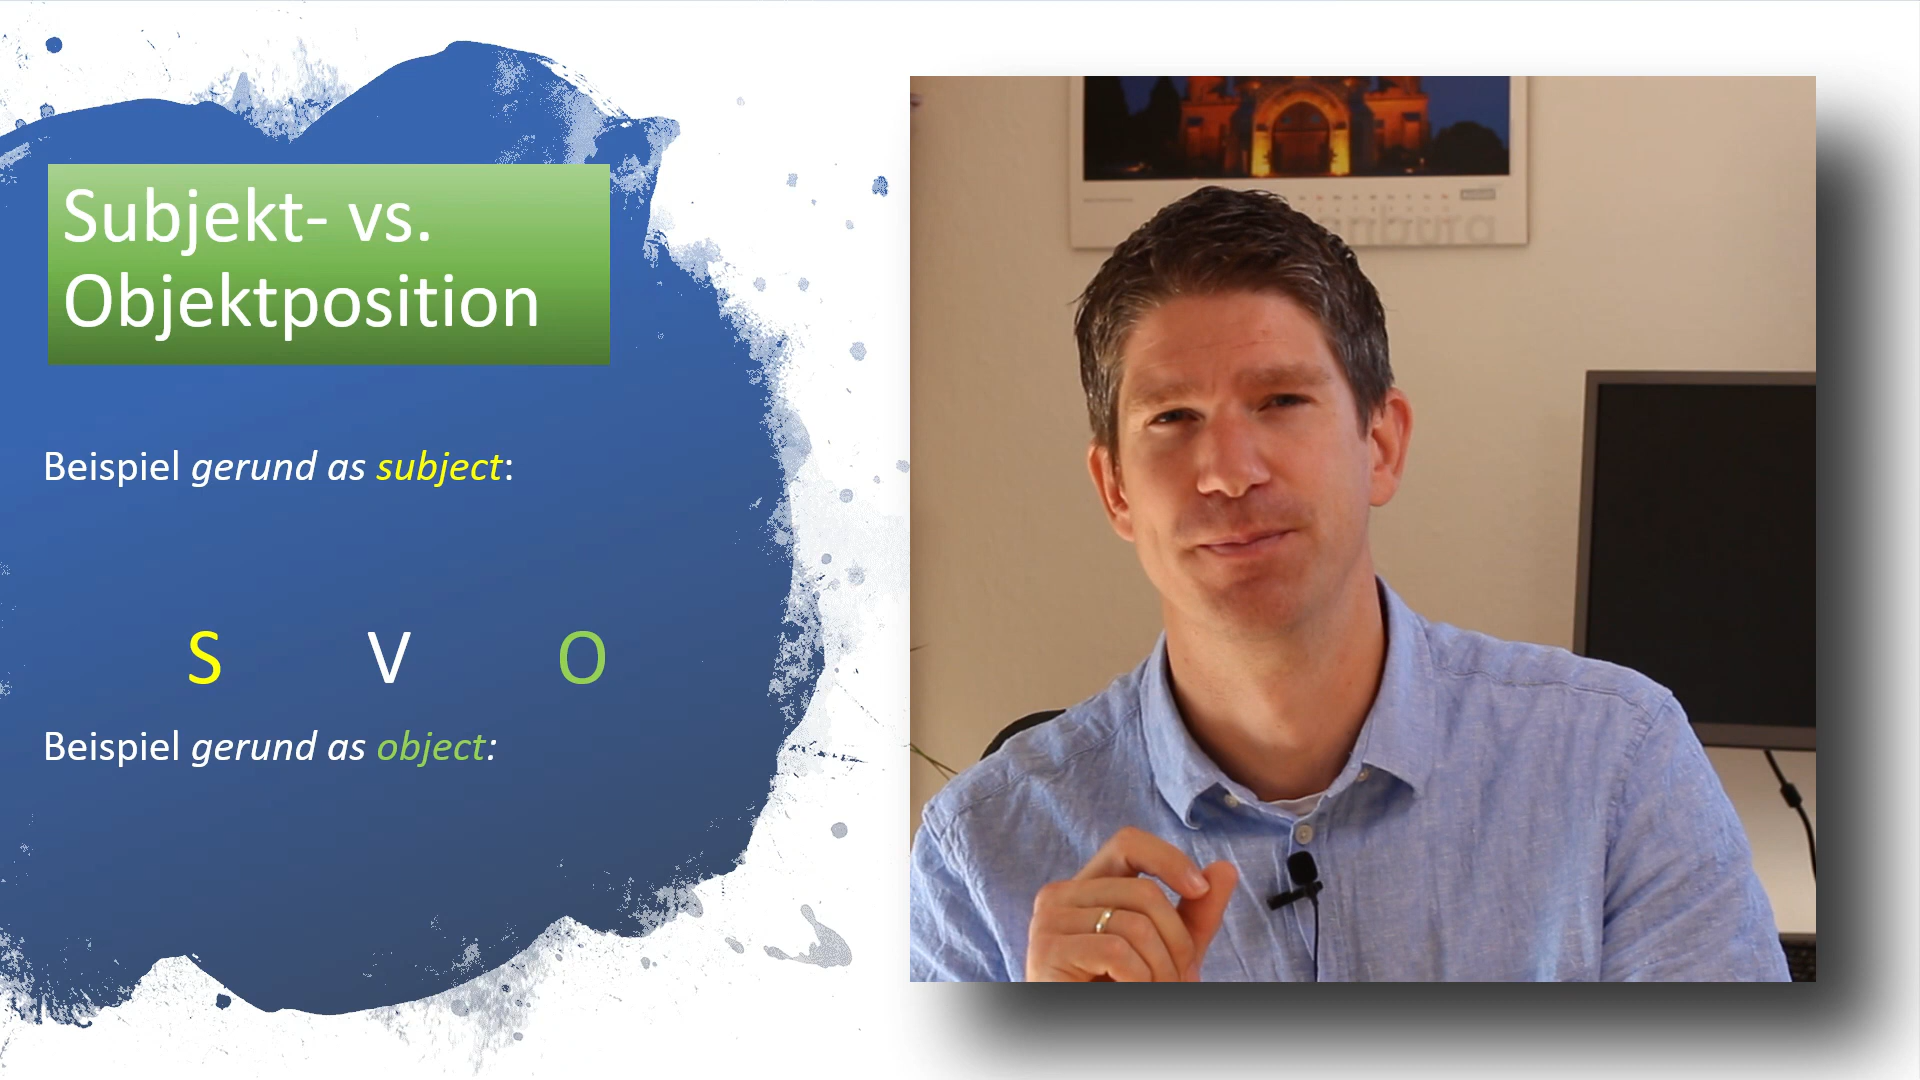 Subjekt- vs.
Objektposition
Beispiel gerund as subject:
S V O
Beispiel gerund as object: